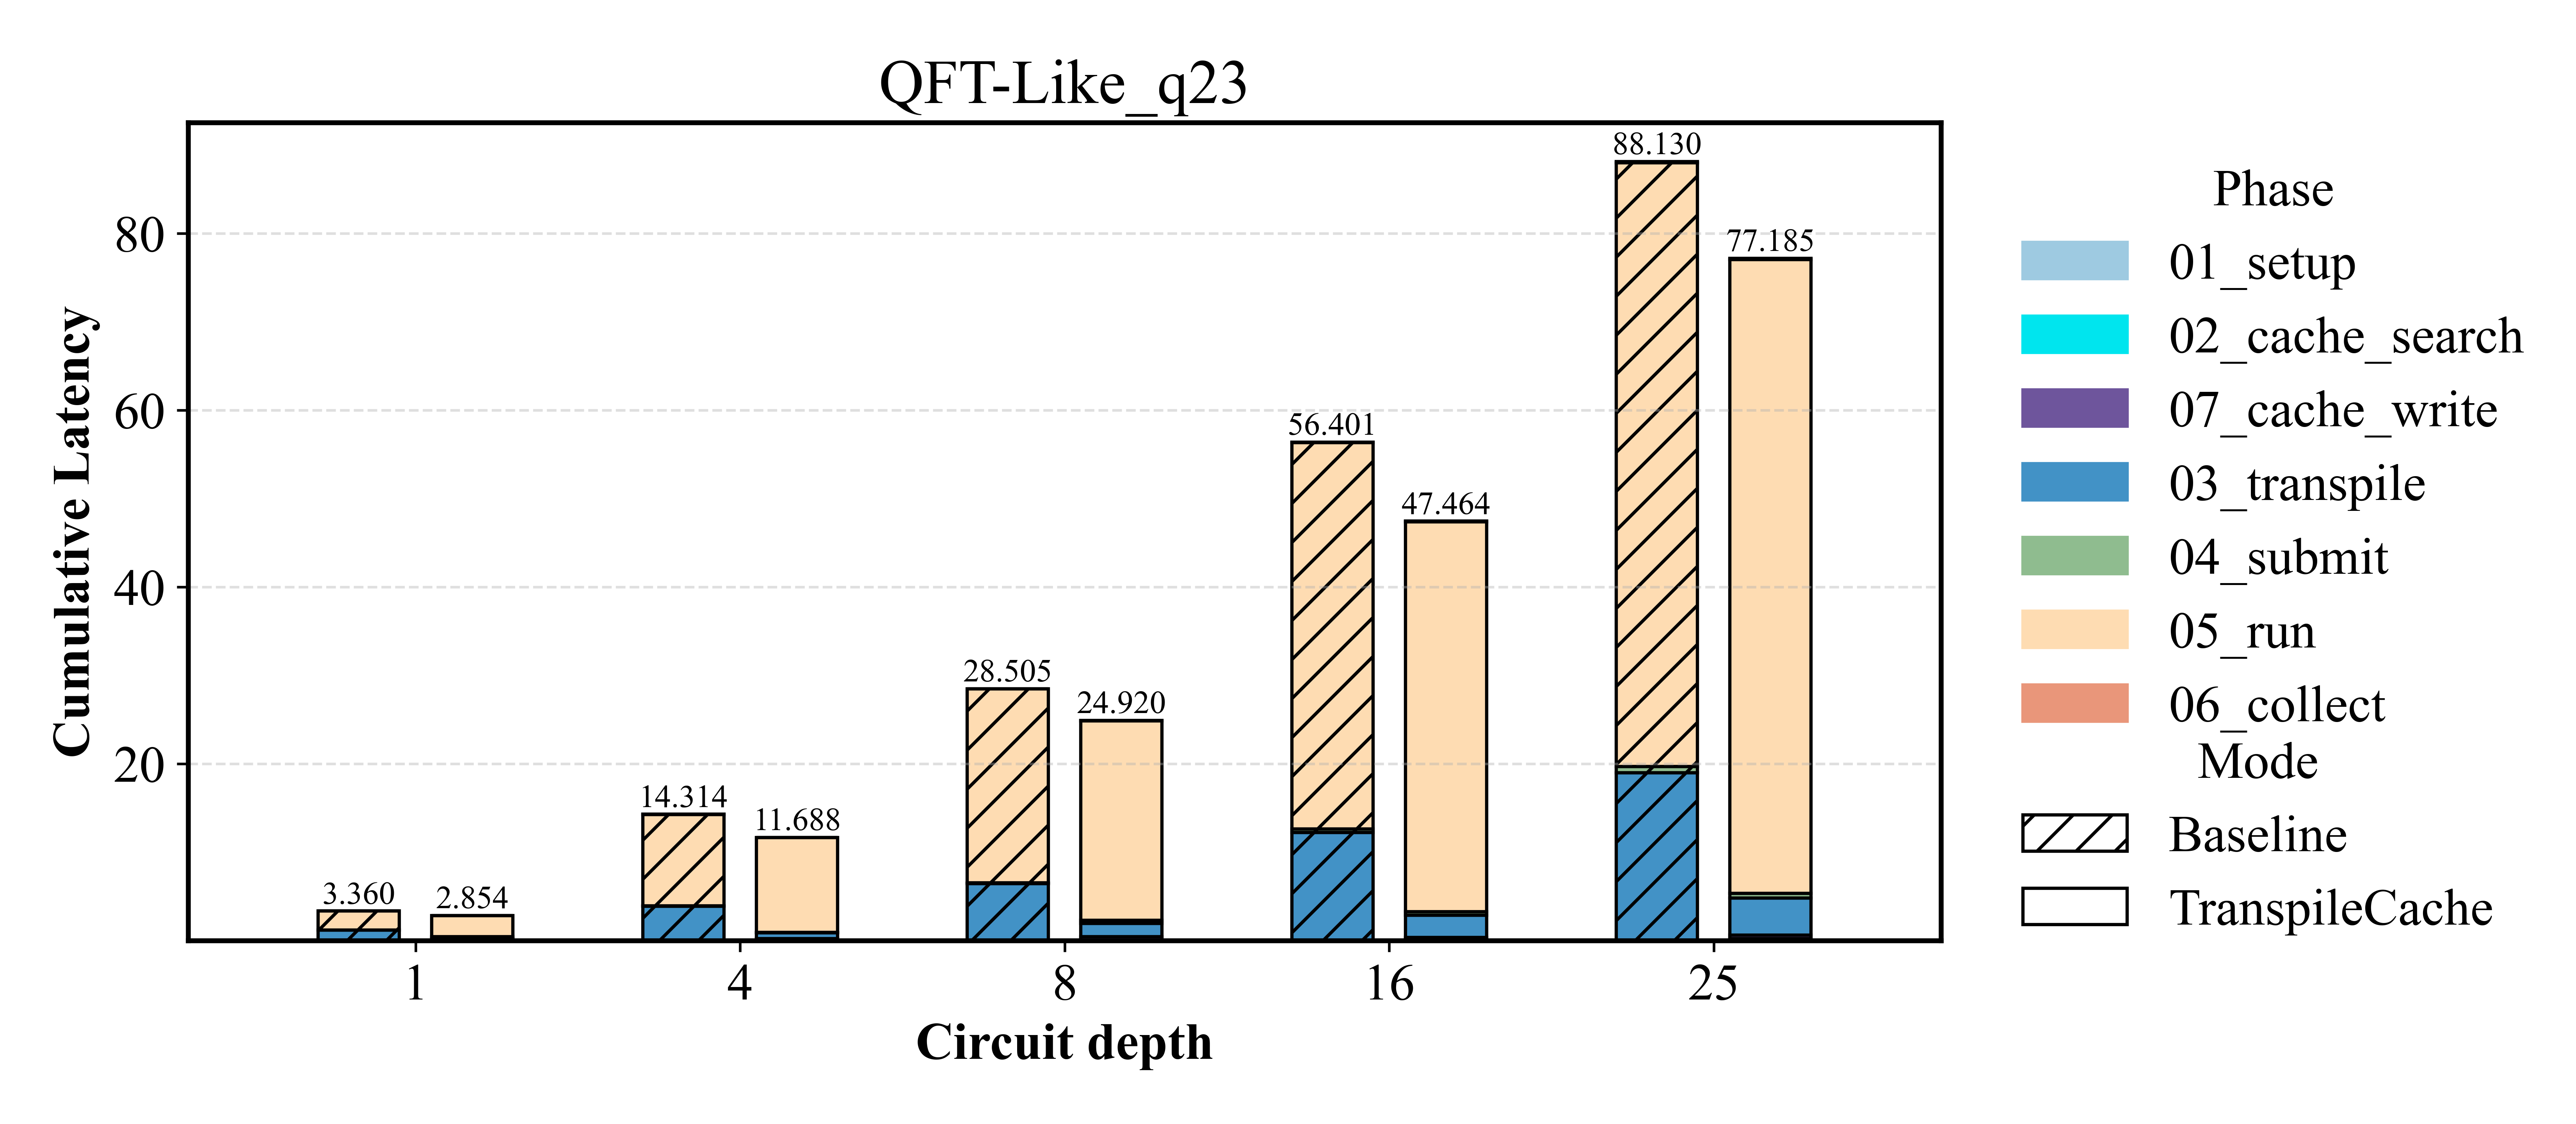 QFT-Like_q23
Cumulative Latency
80
60
40
20
3.360
2.854
14.314
11.688
28.505
24.920
56.401
47.464
88.130
77.185
1
4
8
16
25
Circuit depth
Phase
01_setup
02_cache_search
07_cache_write
03_transpile
04_submit
05_run
06_collect
Mode
Baseline
TranspileCache